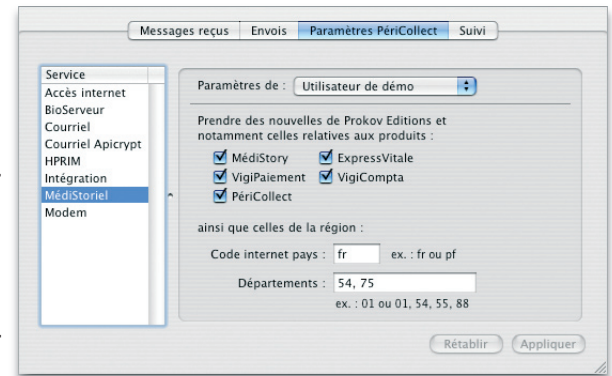 Messages reçus Envois Paramètres PériCollect Suivi
Service
Accès internet
BioServeur
Courriel
Courriel Apicrypt
HPRIM
Intégration
MédiStoriel
Modem
Paramètres de : Utilisateur de démo
Prendre des nouvelles de Prokov Editions et
notamment celles relatives aux produits :
MédiStory ExpressVitale
VigiPaiement VigiCompta
PériCollect
ainsi que celles de la région :
Code internet pays : fr ex. : fr ou pf
Départements : 54, 75
ex. : 01 ou 01, 54, 55, 88
Rétablir Appliquer